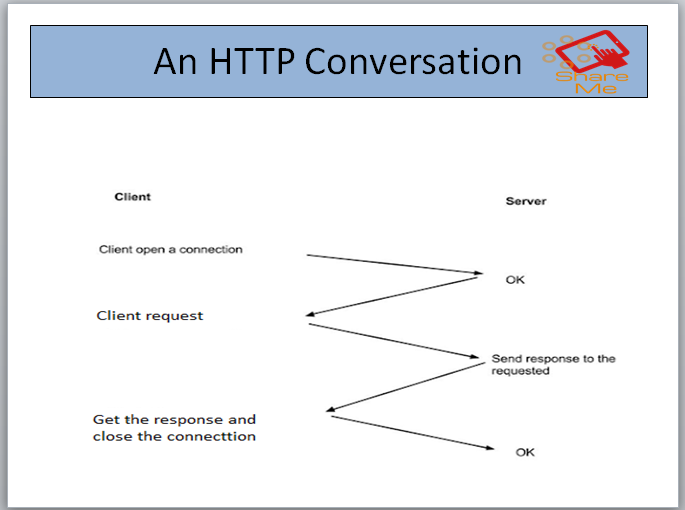 An HTTP Conversation
Share
Me
Client
Server
Client open a connection
OK
Client request
Send response to the
requested
Get the response and
close the connecttion
OK